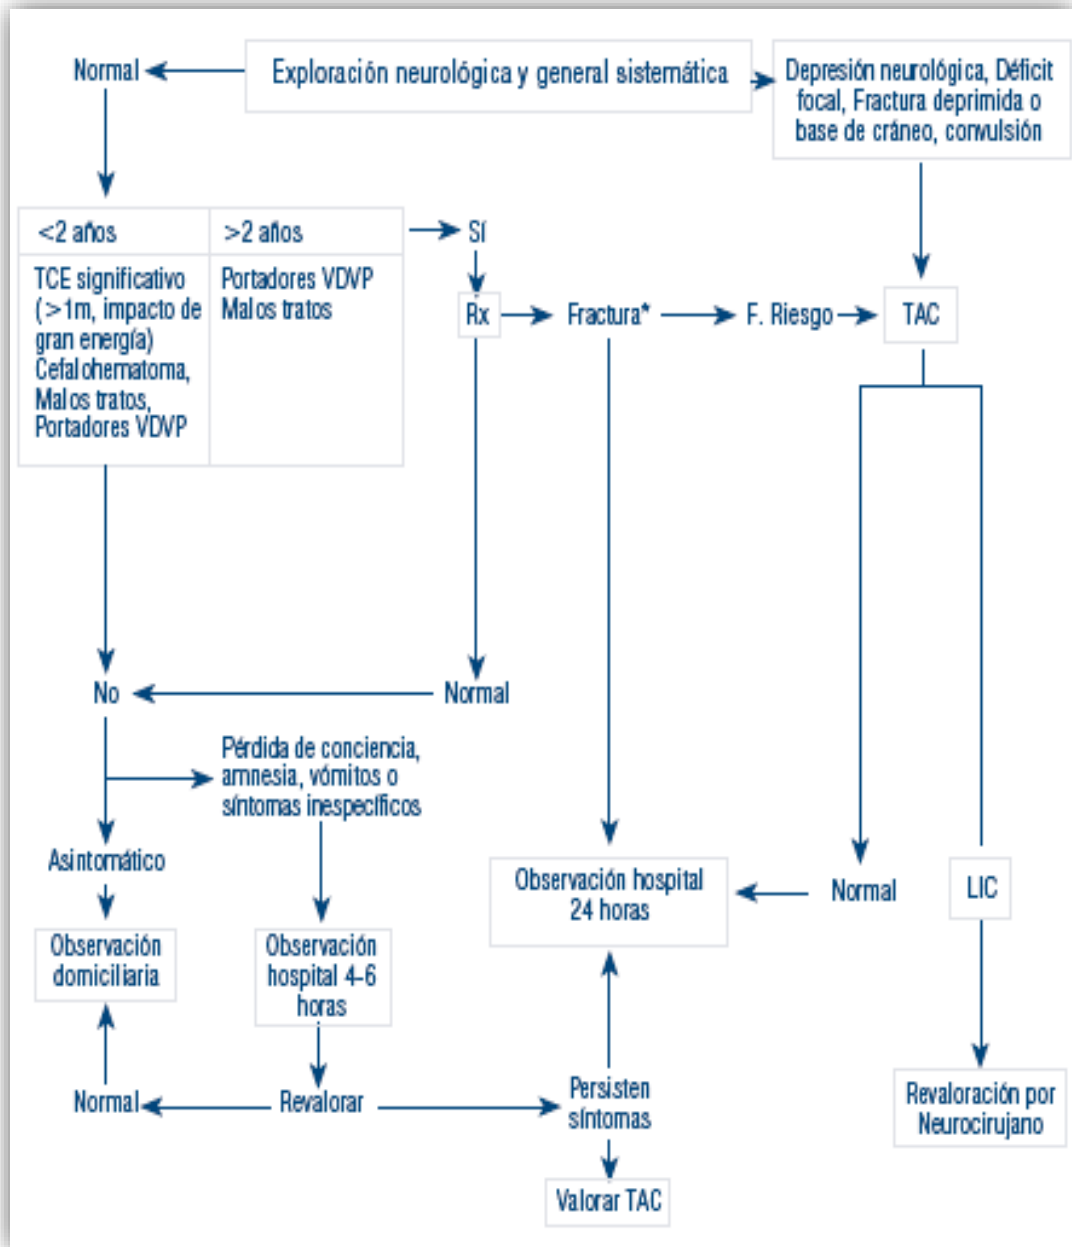 Normal
Exploración neurológica y general sistemática
Depresión neurológica, Déficit
focal, Fractura deprimida o
base de cráneo, convulsión
<2 años
>2 años
Sí
TCE significativo
(>1m, impacto de
gran energía)
Cefalohematoma,
Malos tratos,
Portadores VDVP
Portadores VDVP
Malos tratos
Rx
Fractura*
F. Riesgo
TAC
No
Normal
Pérdida de conciencia,
amnesia, vómitos o
síntomas inespecíficos
Asintomático
Observación hospital
24 horas
Normal
LIC
Observación
domiciliaria
Observación
hospital 4-6
horas
Normal
Revalorar
Persisten
síntomas
Revaloración por
Neurocirujano
Valorar TAC